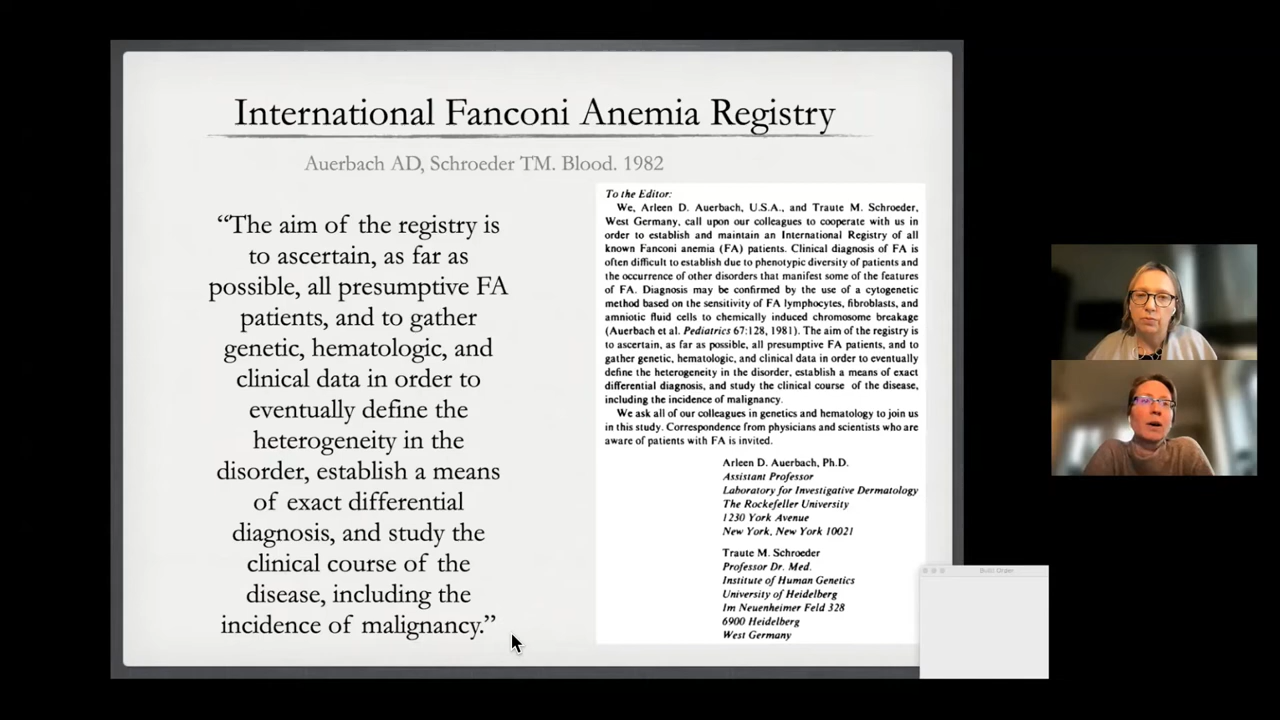 International Fanconi Anemia Registry
Auerbach AD, Schroeder TM. Blood. 1982
“The aim of the registry is
to ascertain, as far as
possible, all presumptive FA
patients, and to gather
genetic, hematologic, and
clinical data in order to
eventually define the
heterogeneity in the
disorder, establish a means
of exact differential
diagnosis, and study the
clinical course of the
disease, including the
incidence of malignancy.”
To the Editor:
We, Arleen D. Auerbach, U.S.A., and Traute M. Schroeder,
West Germany, call upon our colleagues to cooperate with us in
order to establish and maintain an International Registry of all
known Fanconi anemia (FA) patients. Clinical diagnosis of FA is
often difficult to establish due to phenotypic diversity of patients and
the occurrence of other disorders that manifest some of the features
of FA. Diagnosis may be confirmed by the use of a cytogenetic
method based on the sensitivity of FA lymphocytes, fibroblasts, and
amniotic fluid cells to chemically induced chromosome breakage
(Auerbach et al. Pediatrics 67:128, 1981). The aim of the registry is
to ascertain, as far as possible, all presumptive FA patients, and to
gather genetic, hematologic, and clinical data in order to eventually
define the heterogeneity in the disorder, establish a means of exact
differential diagnosis, and study the clinical course of the disease,
including the incidence of malignancy.
We ask all of our colleagues in genetics and hematology to join us
in this study. Correspondence from physicians and scientists who are
aware of patients with FA is invited.
Arleen D. Auerbach, Ph.D.
Assistant Professor
Laboratory for Investigative Dermatology
The Rockefeller University
1230 York Avenue
New York, New York 10021
Traute M. Schroeder
Professor Dr. Med.
Institute of Human Genetics
University of Heidelberg
Im Neuenheimer Feld 328
6900 Heidelberg
West Germany
Build Order